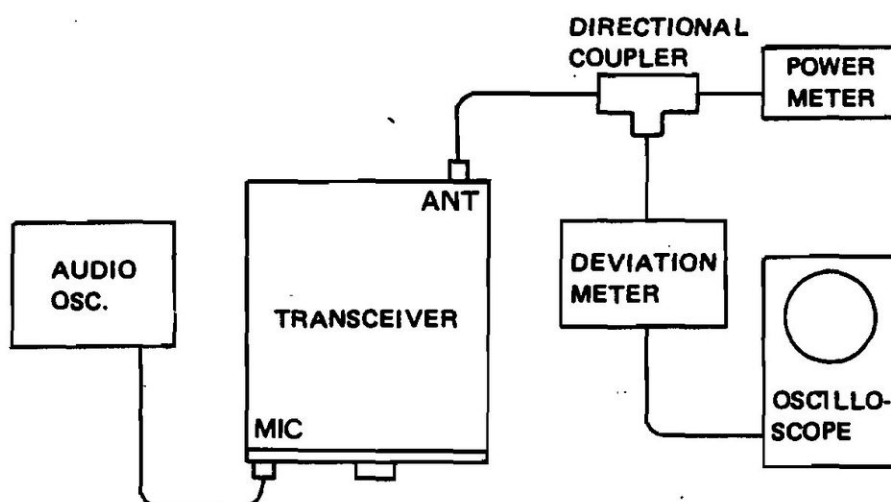 DIRECTIONAL
COUPLER
POWER
METER
ANT
AUDIO
OSC.
DEVIATION
METER
TRANSCEIVER
OSCILLO-
SCOPE
MIC